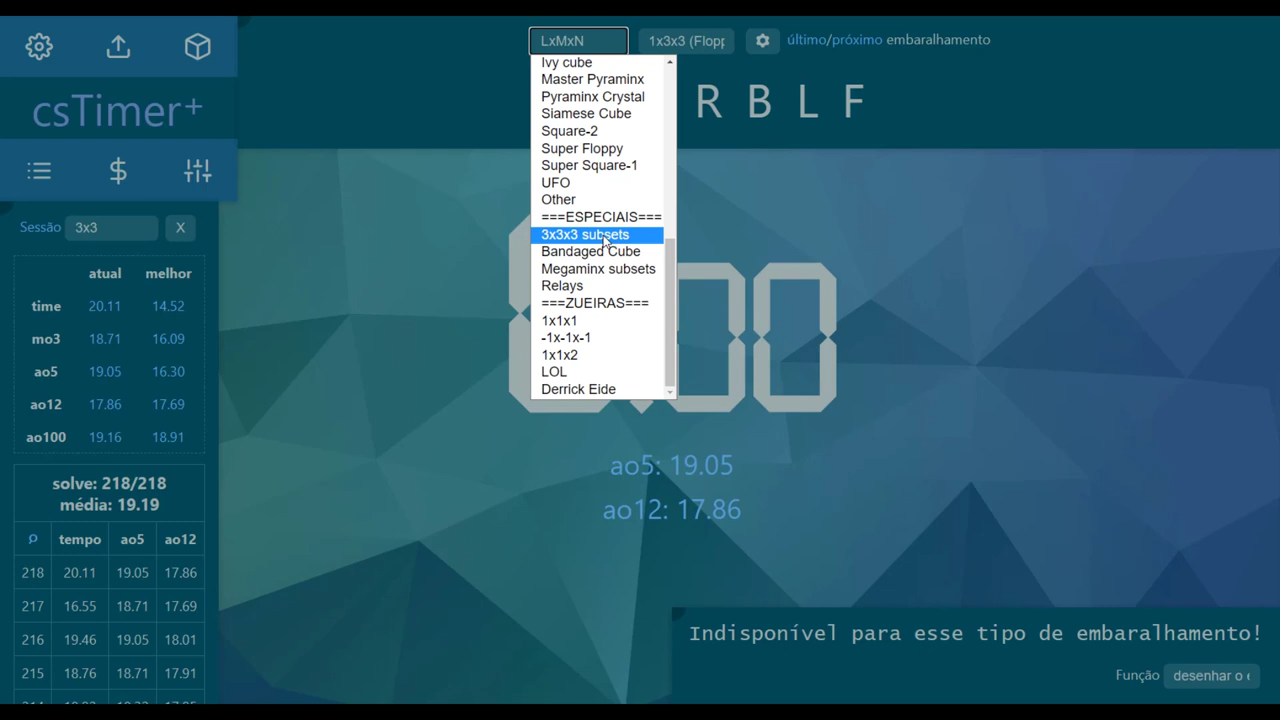 csTimer+
Sessão 3x3 X
atual melhor
time 20.11 14.52
mo3 18.71 16.09
ao5 19.05 16.30
ao12 17.86 17.69
ao100 19.16 18.91
solve: 218/218
média: 19.19
tempo ao5 ao12
218 20.11 19.05 17.86
217 16.55 18.71 17.69
216 19.46 19.05 18.01
215 18.76 18.71 17.91
LxMxN 1x3x3 (Flopp último/próximo embaralhamento
R B L F
Ivy cube
Master Pyraminx
Pyraminx Crystal
Siamese Cube
Square-2
Super Floppy
Super Square-1
UFO
Other
===ESPECIAIS===
3x3x3 subsets
Bandaged Cube
Megaminx subsets
Relays
===ZUEIRAS===
1x1x1
-1x-1x-1
1x1x2
LOL
Derrick Eide
00
ao5: 19.05
ao12: 17.86
Indisponível para esse tipo de embaralhamento!
Função desenhar o e